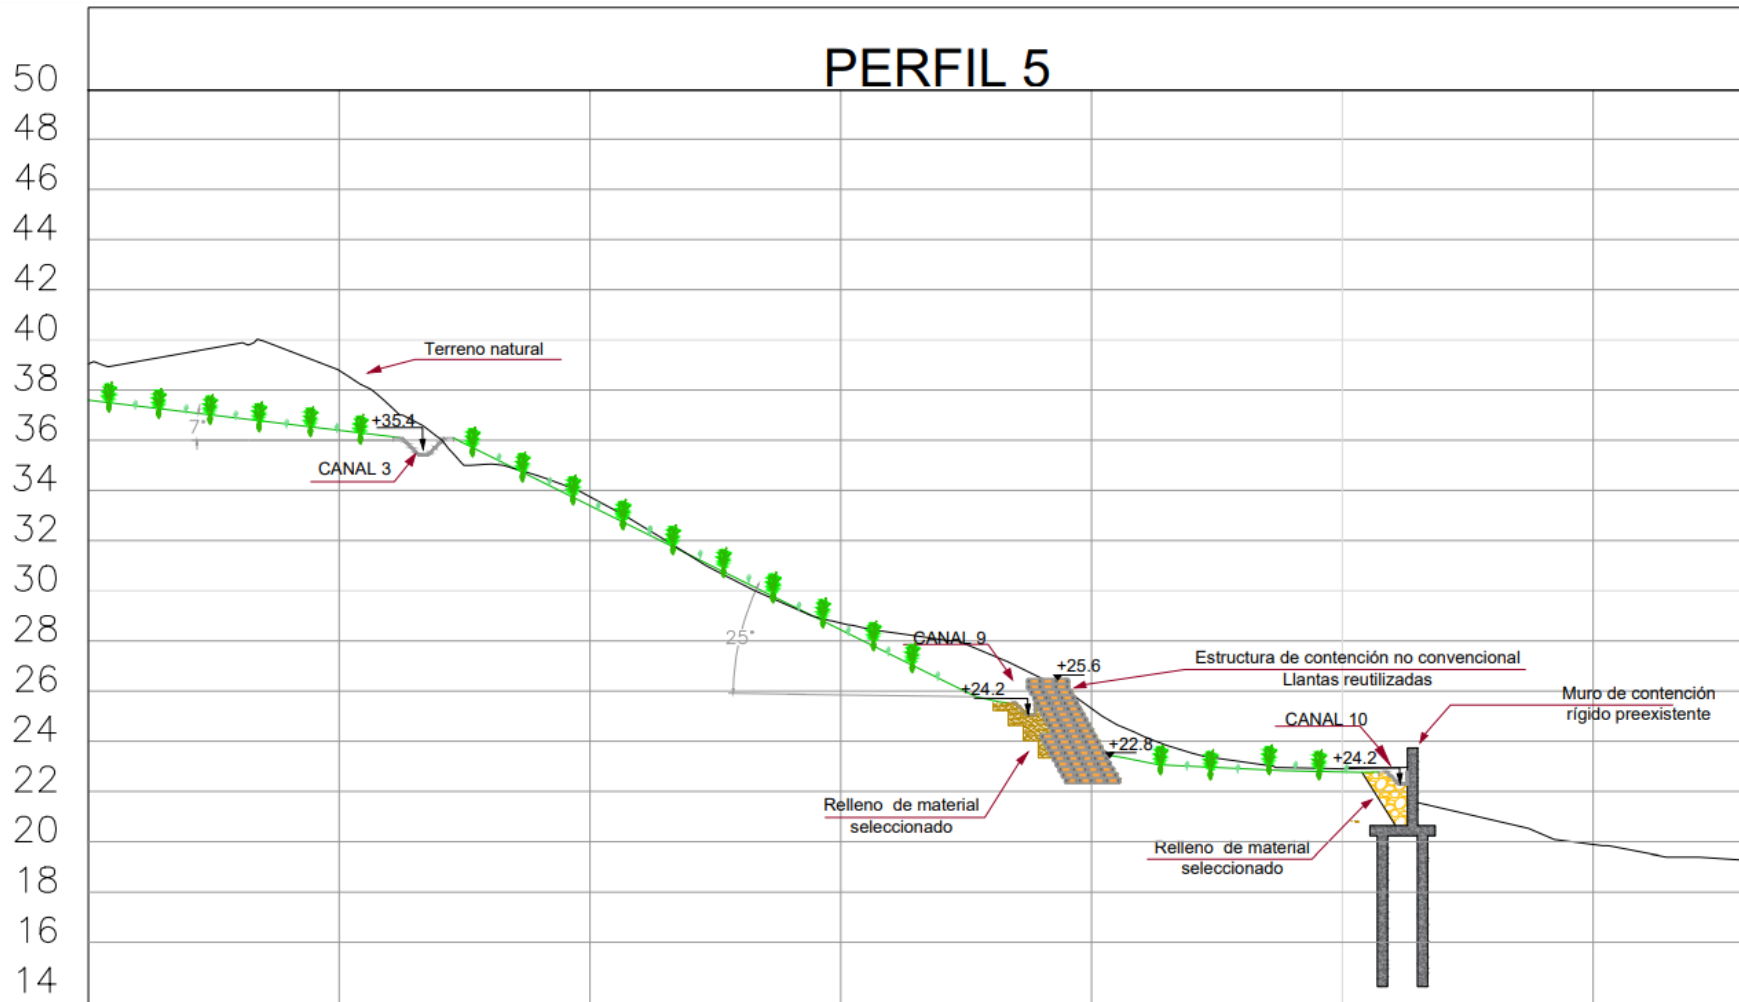 PERFIL 5
50
48
46
44
42
40
Terreno natural
38
+35.4
7°
36
CANAL 3
34
32
30
28
25°
CANAL 9
+25.6
Estructura de contención no convencional
Llantas reutilizadas
26
+24.2
Muro de contención
rígido preexistente
CANAL 10
24
+22.8
+24.2
22
Relleno de material
seleccionado
20
Relleno de material
seleccionado
18
16
14